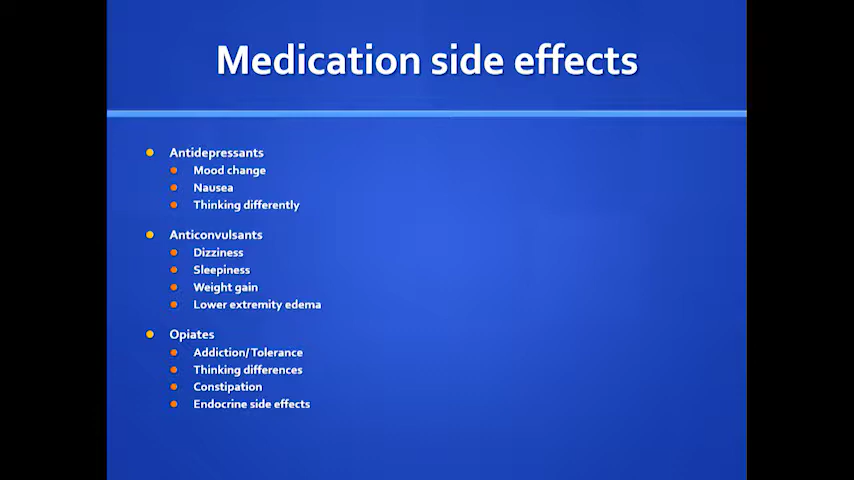 Medication side effects
Antidepressants
Mood change
Nausea
Thinking differently
Anticonvulsants
Dizziness
Sleepiness
Weight gain
Lower extremity edema
Opiates
Addiction/Tolerance
Thinking differences
Constipation
Endocrine side effects